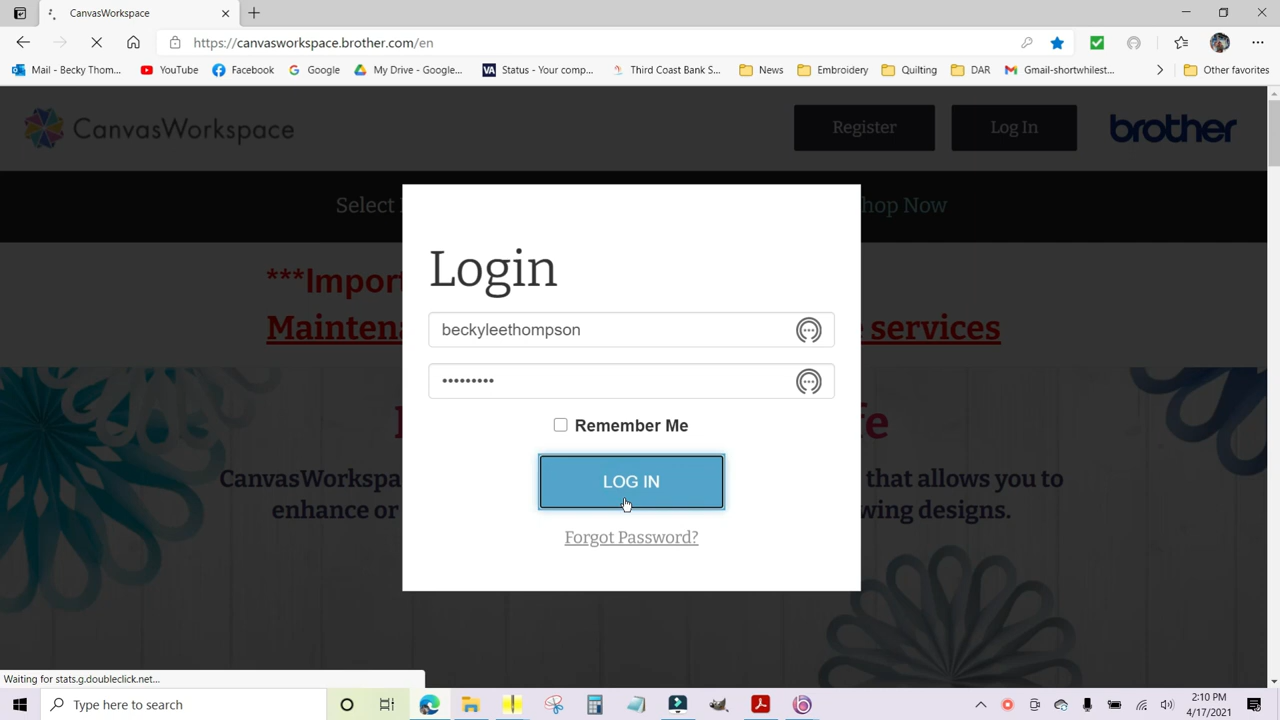 CanvasWorkspace
https://canvasworkspace.brother.com/en
Mail - Becky Thom... YouTube Facebook Google My Drive - Google... VA Status - Your comp... Third Coast Bank S... News Embroidery Quilting DAR Gmail-shortwhilest... Other favorites
CanvasWorkspace Register Log In brother
Select hop Now
***Impor
Maintena e services
Login
beckyleethompson
•••••••••
Remember Me
fe
LOG IN
CanvasWorkspa that allows you to
enhance or wing designs.
Forgot Password?
Waiting for stats.g.doubleclick.net...
Type here to search
2:10 PM
4/17/2021